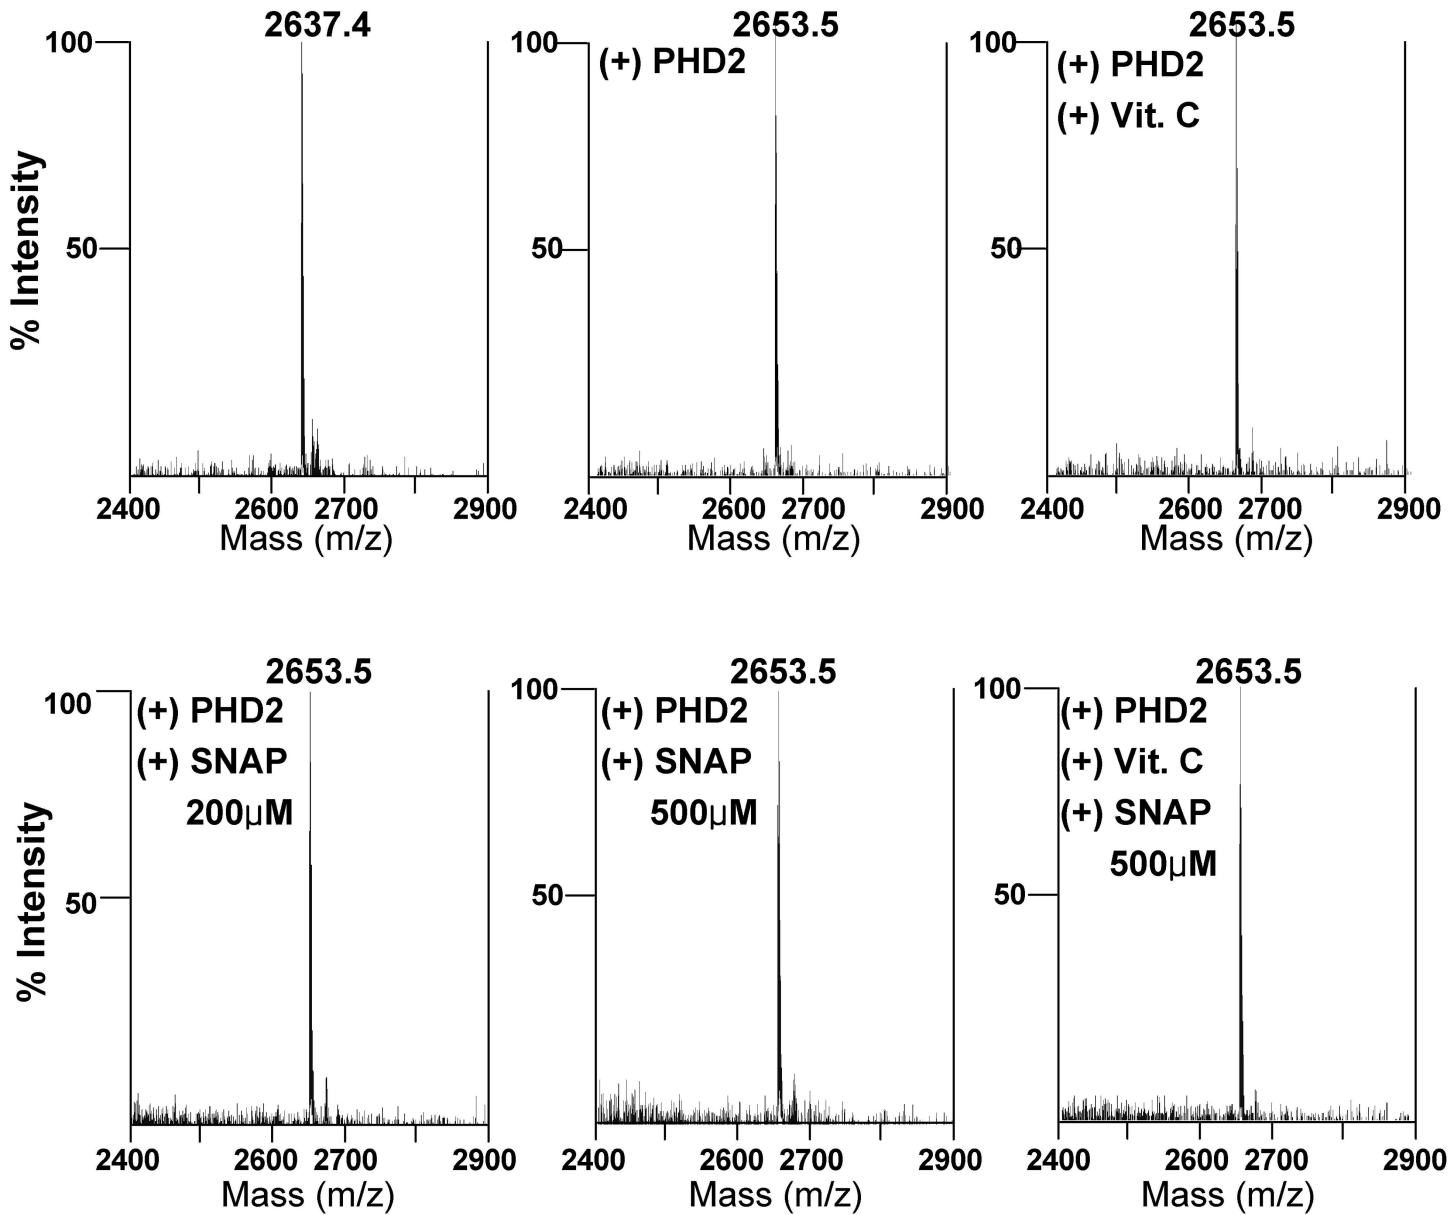 2637.4
100
50
% Intensity
2400 2600 2700 2900
Mass (m/z)
2653.5
100
(+) PHD2
50
2400 2600 2700 2900
Mass (m/z)
2653.5
100
(+) PHD2
(+) Vit. C
50
2400 2600 2700 2900
Mass (m/z)
2653.5
100
(+) PHD2
(+) SNAP
200μM
50
% Intensity
2400 2600 2700 2900
Mass (m/z)
2653.5
100
(+) PHD2
(+) SNAP
500μM
50
2400 2600 2700 2900
Mass (m/z)
2653.5
100
(+) PHD2
(+) Vit. C
(+) SNAP
500μM
50
2400 2600 2700 2900
Mass (m/z)